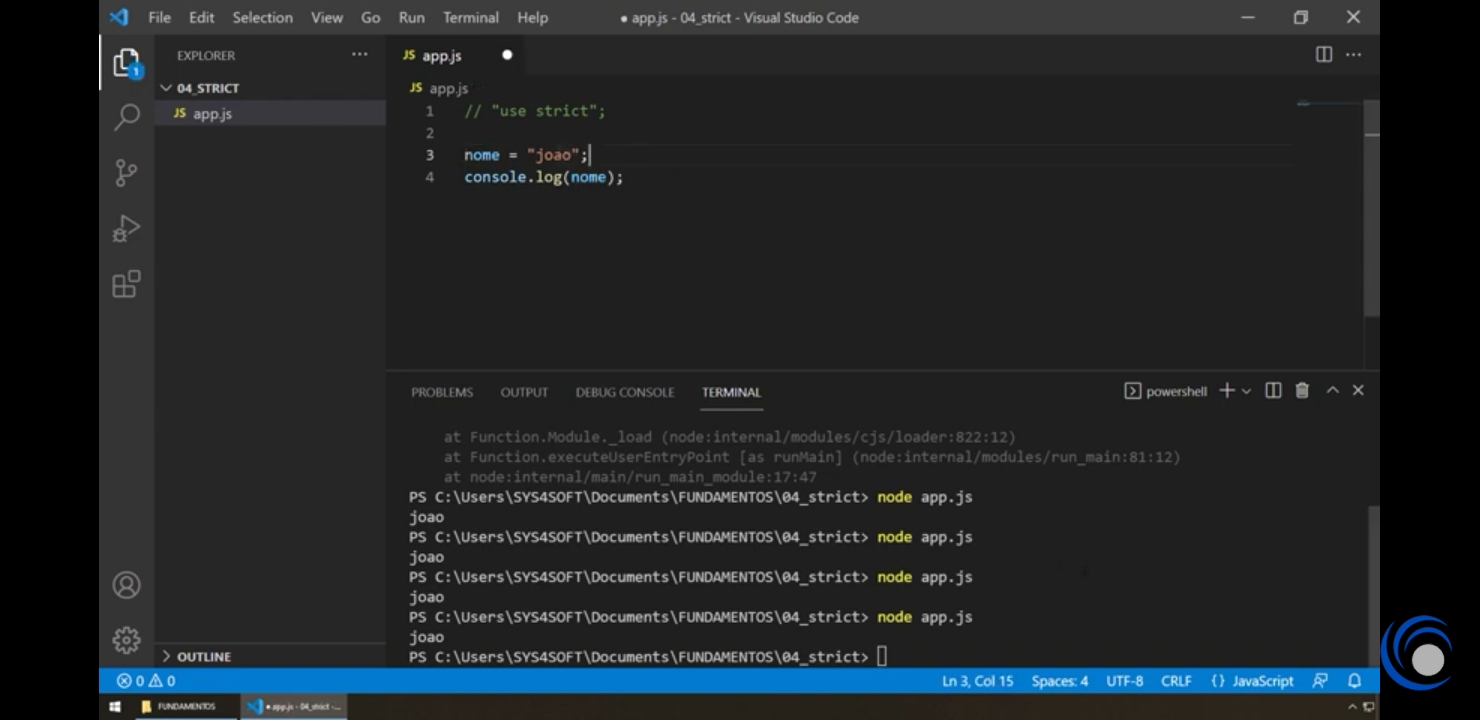 File Edit Selection View Go Run Terminal Help
● app.js - 04_strict - Visual Studio Code
EXPLORER
JS app.js
04_STRICT
JS app.js
JS app.js
1
1 // "use strict";
2
3 nome = "joao";
4 console.log(nome);
PROBLEMS OUTPUT DEBUG CONSOLE TERMINAL
powershell
at Function.Module._load (node:internal/modules/cjs/loader:822:12)
at Function.executeUserEntryPoint [as runMain] (node:internal/modules/run_main:81:12)
at node:internal/main/run_main_module:17:47
PS C:\Users\SYS4SOFT\Documents\FUNDAMENTOS\04_strict> node app.js
joao
PS C:\Users\SYS4SOFT\Documents\FUNDAMENTOS\04_strict> node app.js
joao
PS C:\Users\SYS4SOFT\Documents\FUNDAMENTOS\04_strict> node app.js
joao
PS C:\Users\SYS4SOFT\Documents\FUNDAMENTOS\04_strict> node app.js
joao
PS C:\Users\SYS4SOFT\Documents\FUNDAMENTOS\04_strict>
OUTLINE
0 0
Ln 3, Col 15 Spaces: 4 UTF-8 CRLF {} JavaScript
FUNDAMENTOS
● app.js - 04_strict -...